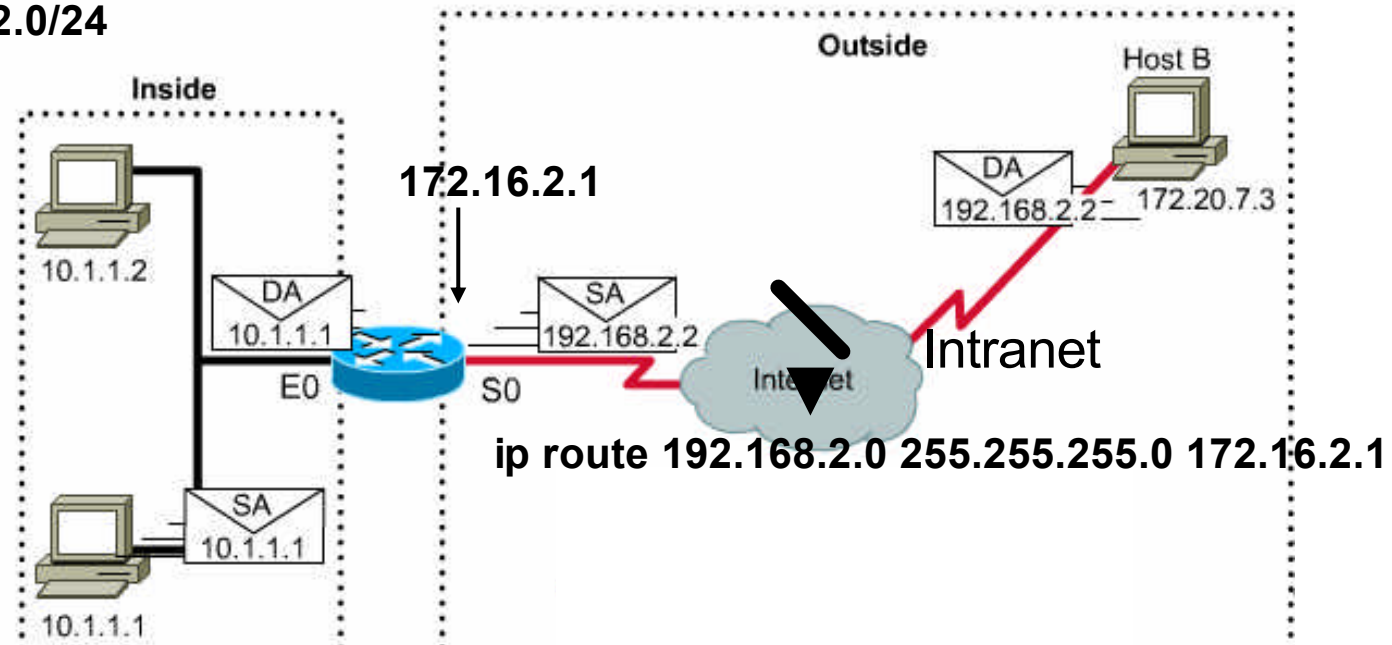 2.0/24
Outside
Host B
Inside
172.16.2.1
DA
192.168.2.2
172.20.7.3
10.1.1.2
DA
10.1.1.1
SA
192.168.2.2
Intranet
E0
S0
Internet
ip route 192.168.2.0 255.255.255.0 172.16.2.1
SA
10.1.1.1
10.1.1.1